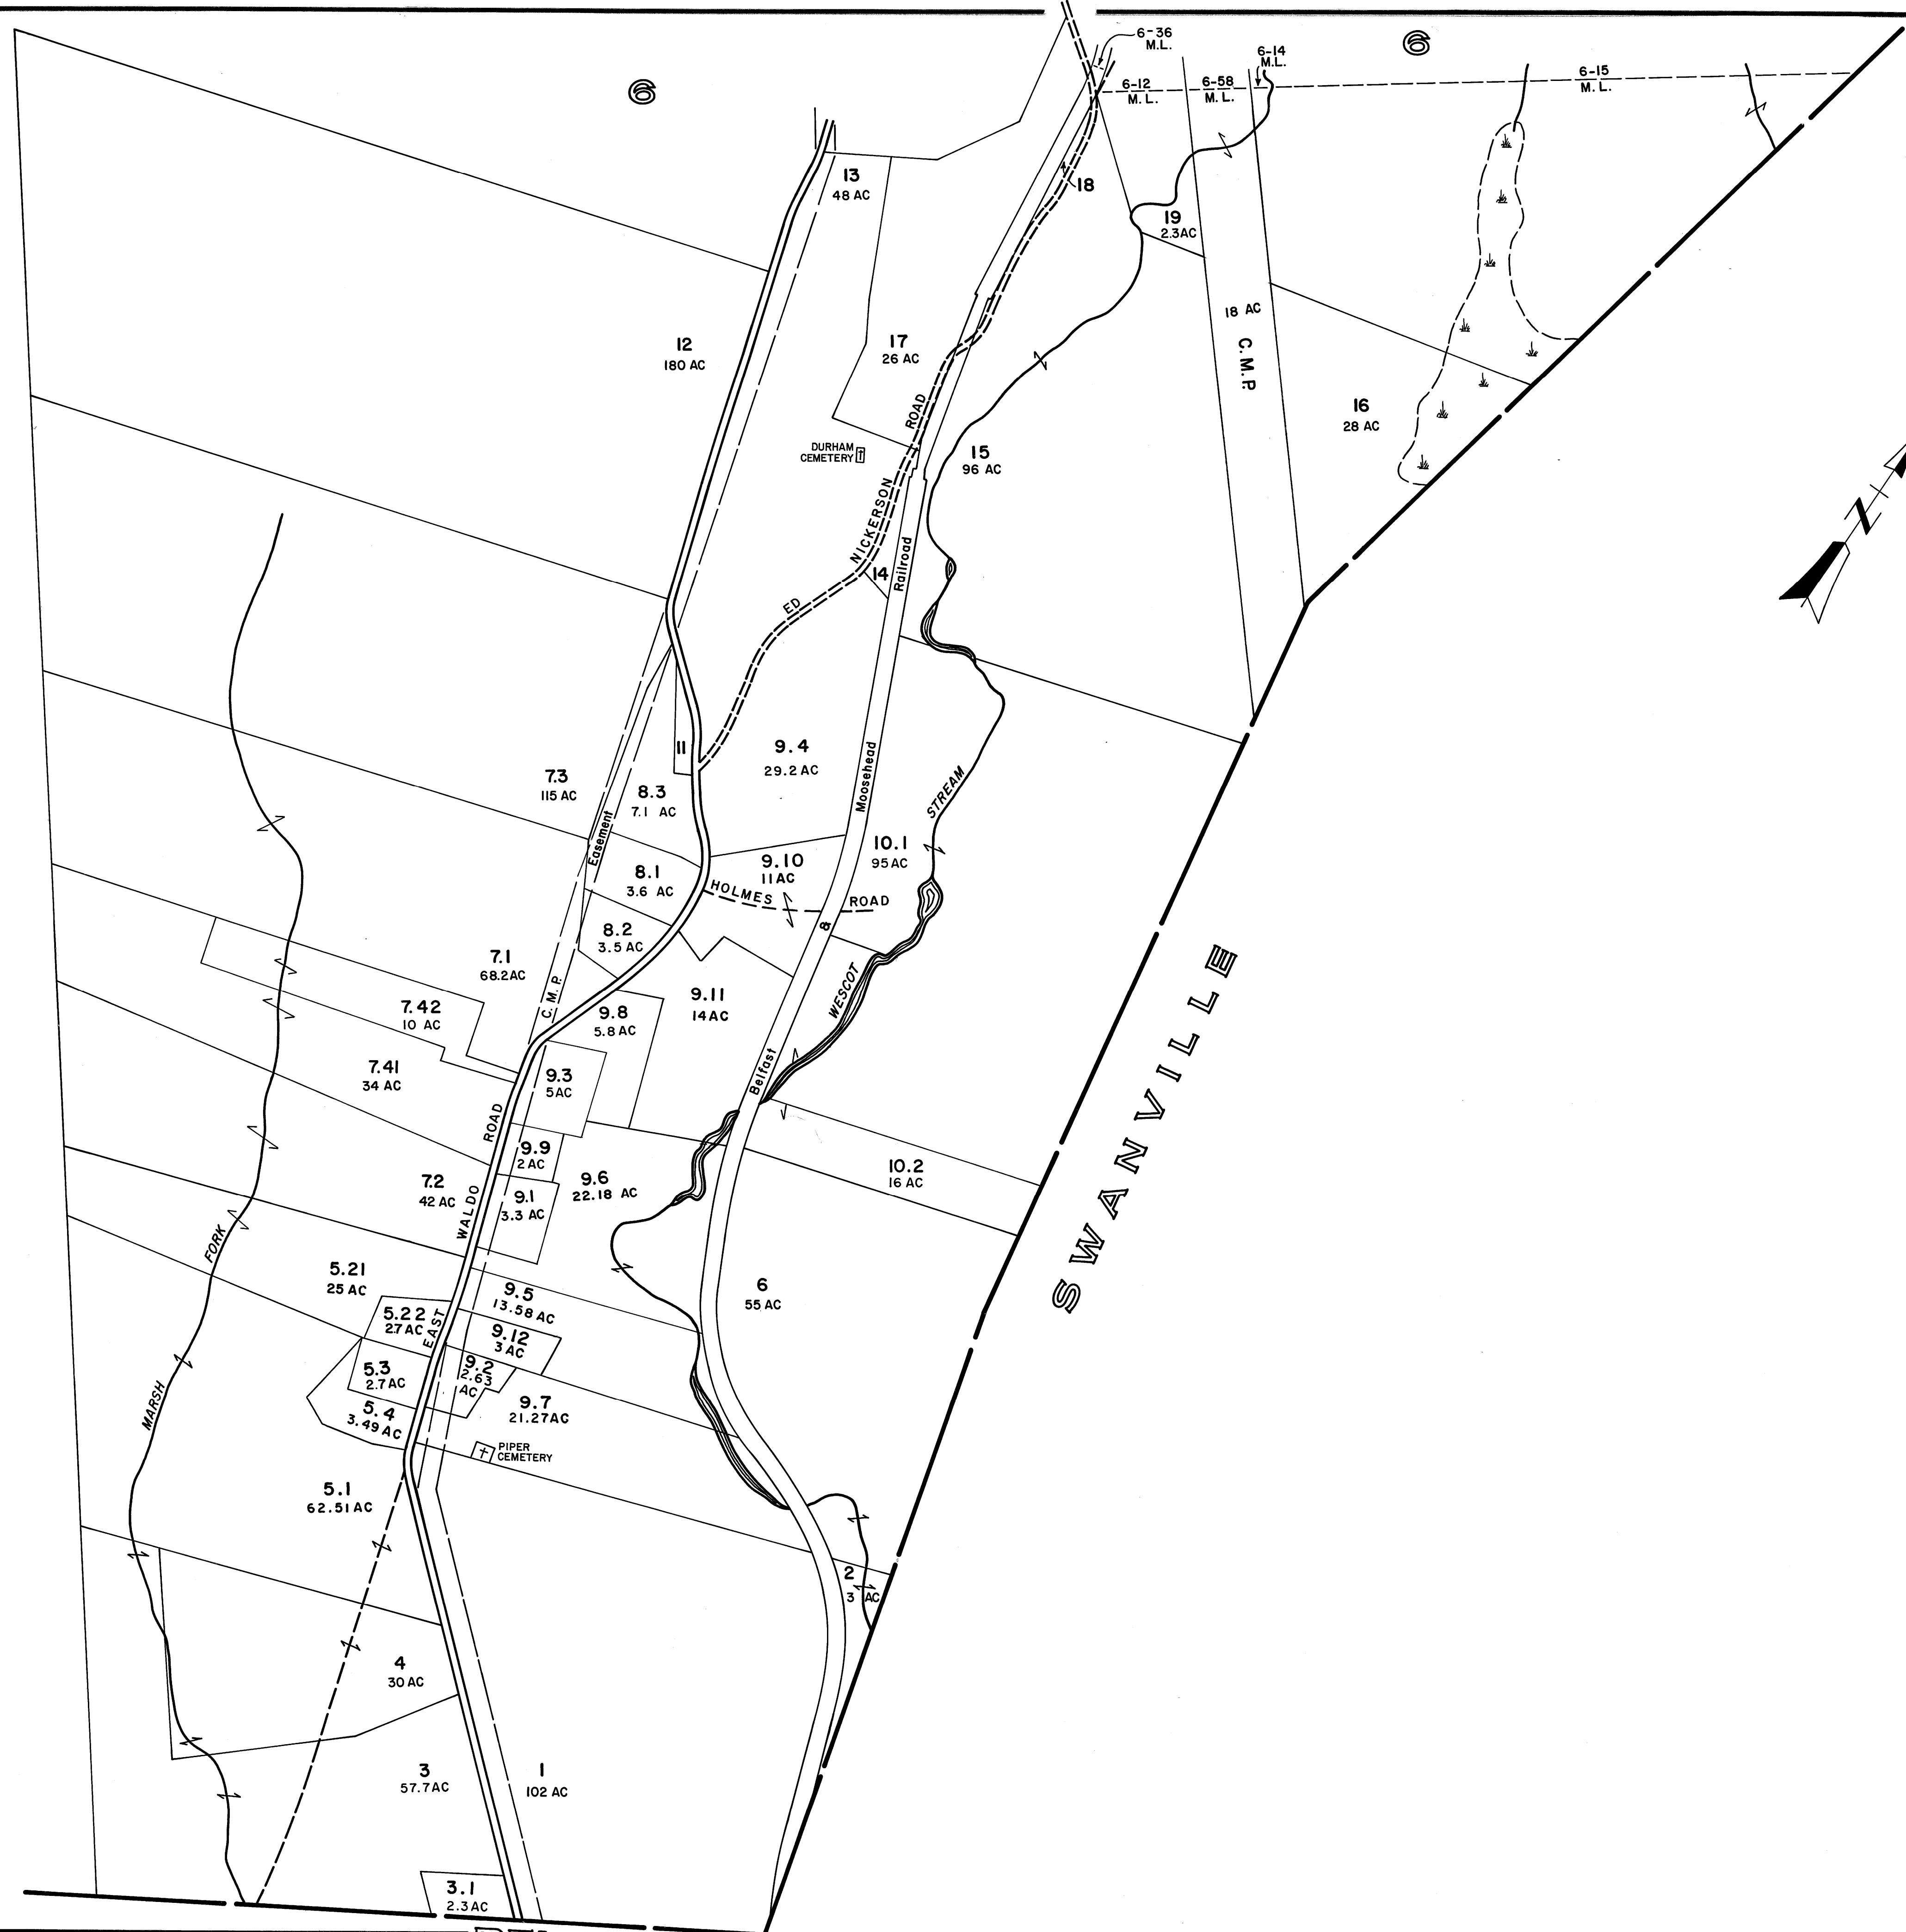 6-36
M.L.
6
6-14
M.L.
6
6-12
M.L.
6-58
M.L.
6-15
M.L.
13
48 AC
18
19
2.3AC
18 AC
C.M.P.
12
180 AC
17
26 AC
16
28 AC
DURHAM
CEMETERY
15
96 AC
N
ED NICKERSON ROAD
14
Belfast & Moosehead Railroad
11
9.4
29.2 AC
7.3
115 AC
8.3
7.1 AC
WESCOT STREAM
C.M.P. Easement
10.1
95 AC
9.10
11 AC
8.1
3.6 AC
HOLMES ROAD
8.2
3.5 AC
7.1
68.2 AC
SWANVILLE
9.11
14 AC
7.42
10 AC
9.8
5.8 AC
7.41
34 AC
9.3
5 AC
EAST WALDO ROAD
9.9
2 AC
10.2
16 AC
7.2
42 AC
9.6
22.18 AC
9.1
3.3 AC
MARSH FORK
5.21
25 AC
9.5
13.58 AC
6
55 AC
5.22
2.7 AC
9.12
3 AC
5.3
2.7 AC
9.2
2.63
AC
5.4
3.49 AC
9.7
21.27 AC
PIPER
CEMETERY
5.1
62.51 AC
2
3 AC
4
30 AC
3
57.7 AC
1
102 AC
3.1
2.3 AC